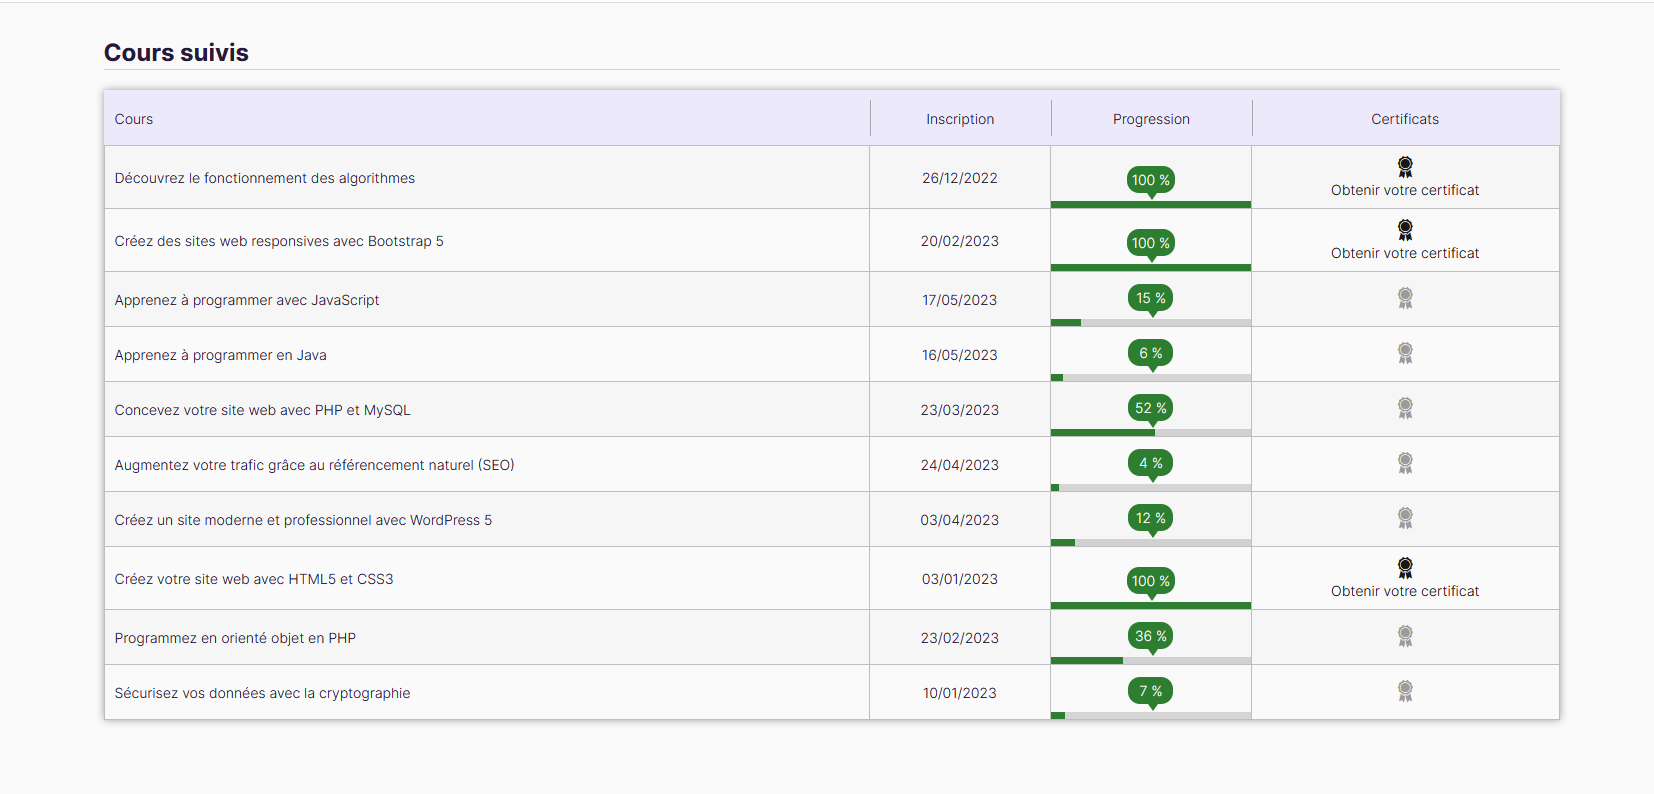 Cours suivis
Cours Inscription Progression Certificats
Découvrez le fonctionnement des algorithmes 26/12/2022 100 % Obtenir votre certificat
Créez des sites web responsives avec Bootstrap 5 20/02/2023 100 % Obtenir votre certificat
Apprenez à programmer avec JavaScript 17/05/2023 15 %
Apprenez à programmer en Java 16/05/2023 6 %
Concevez votre site web avec PHP et MySQL 23/03/2023 52 %
Augmentez votre trafic grâce au référencement naturel (SEO) 24/04/2023 4 %
Créez un site moderne et professionnel avec WordPress 5 03/04/2023 12 %
Créez votre site web avec HTML5 et CSS3 03/01/2023 100 % Obtenir votre certificat
Programmez en orienté objet en PHP 23/02/2023 36 %
Sécurisez vos données avec la cryptographie 10/01/2023 7 %